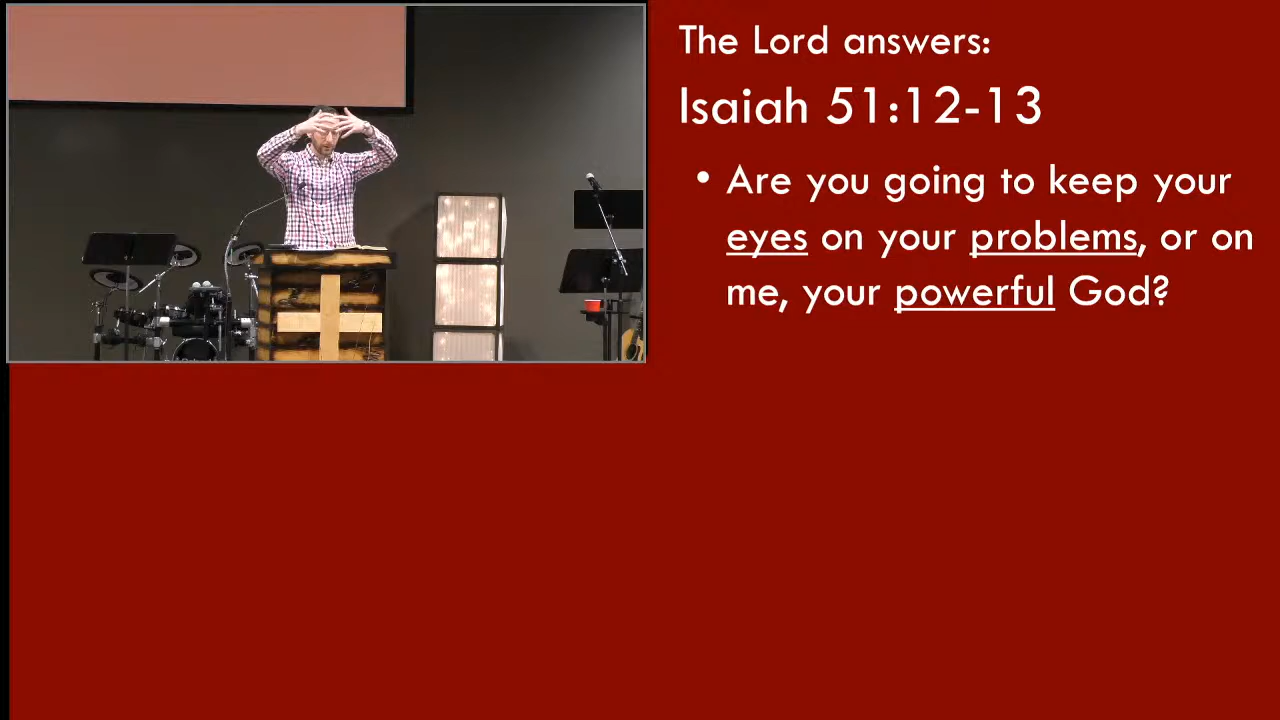 The Lord answers:
Isaiah 51:12-13
• Are you going to keep your
eyes on your problems, or on
me, your powerful God?